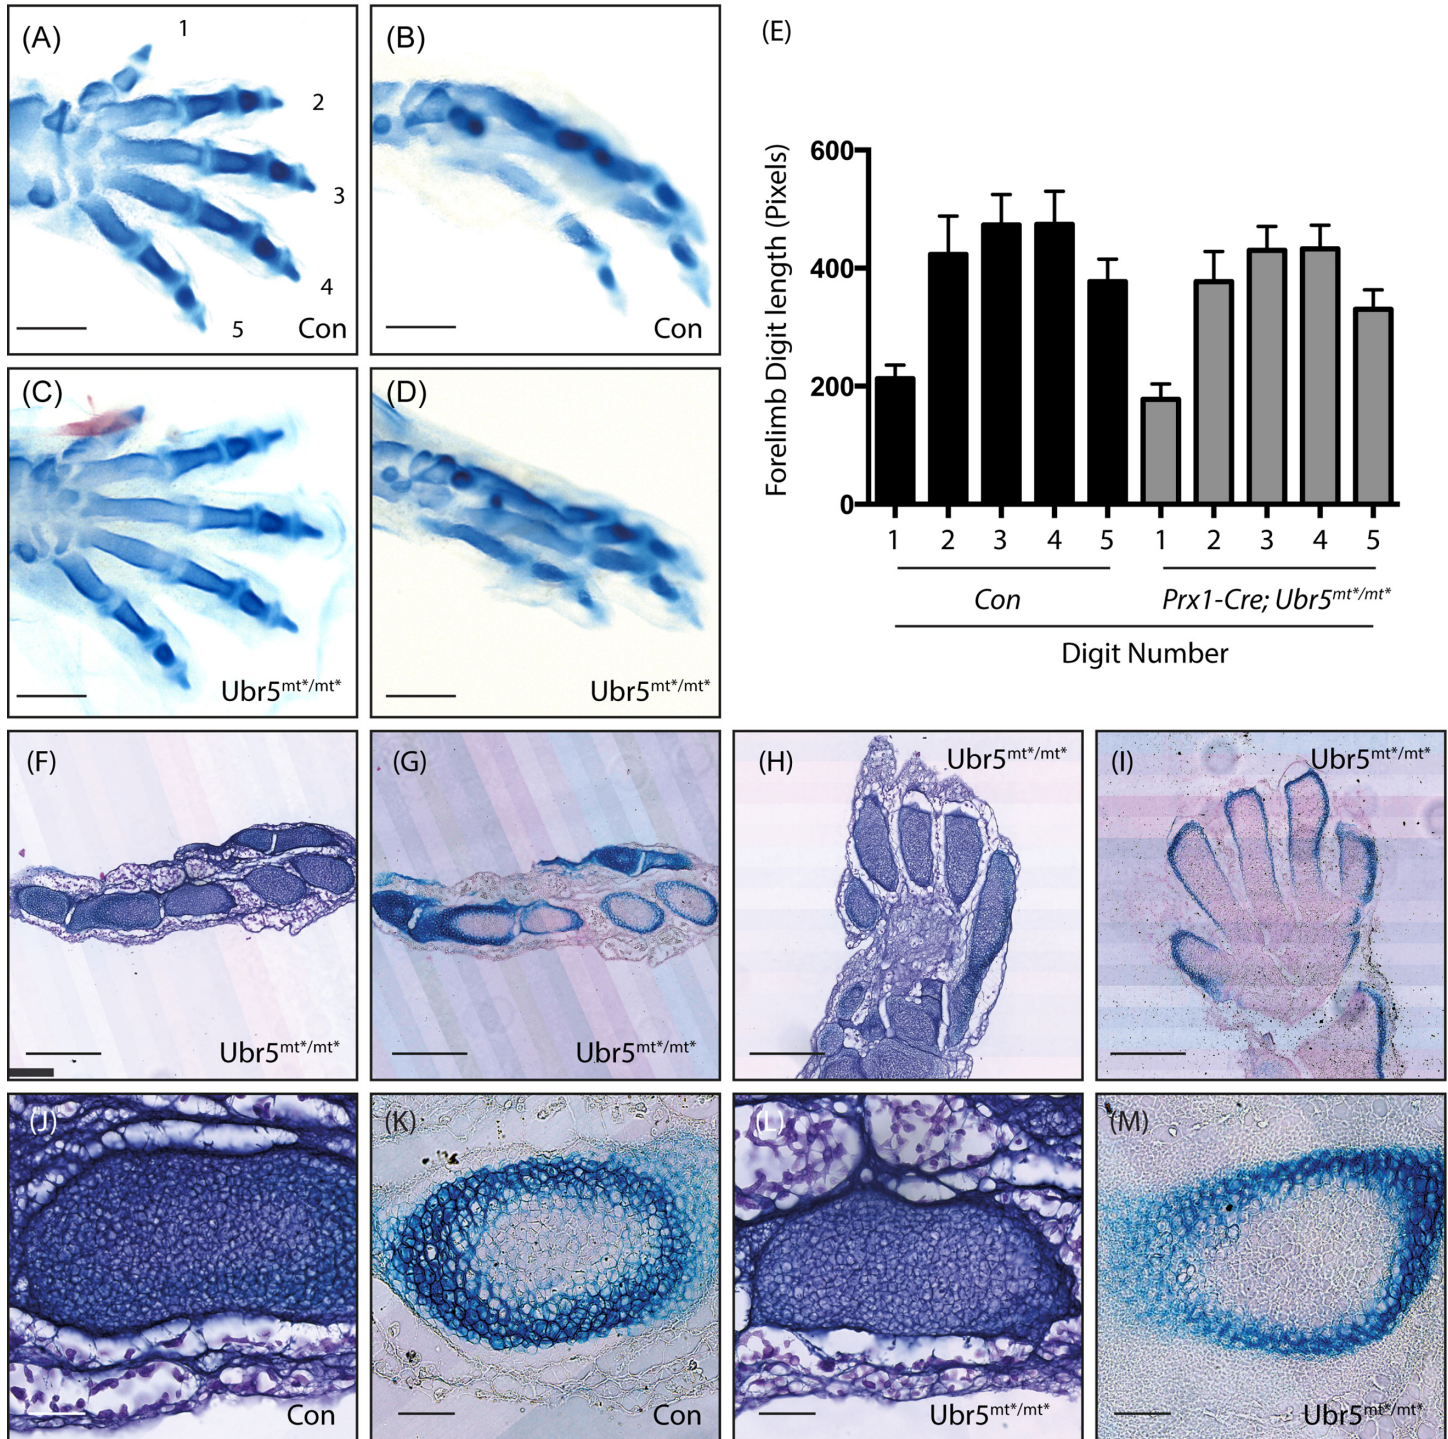 (A)
1
2
3
4
5
Con
(B)
Con
(C)
Ubr5mt*/mt*
(D)
Ubr5mt*/mt*
(E)
Forelimb Digit length (Pixels)
600
400
200
0
1 2 3 4 5 1 2 3 4 5
Con Prx1-Cre; Ubr5mt*/mt*
Digit Number
(F)
Ubr5mt*/mt*
(G)
Ubr5mt*/mt*
(H)
Ubr5mt*/mt*
(I)
Ubr5mt*/mt*
(J)
Con
(K)
Con
(L)
Ubr5mt*/mt*
(M)
Ubr5mt*/mt*